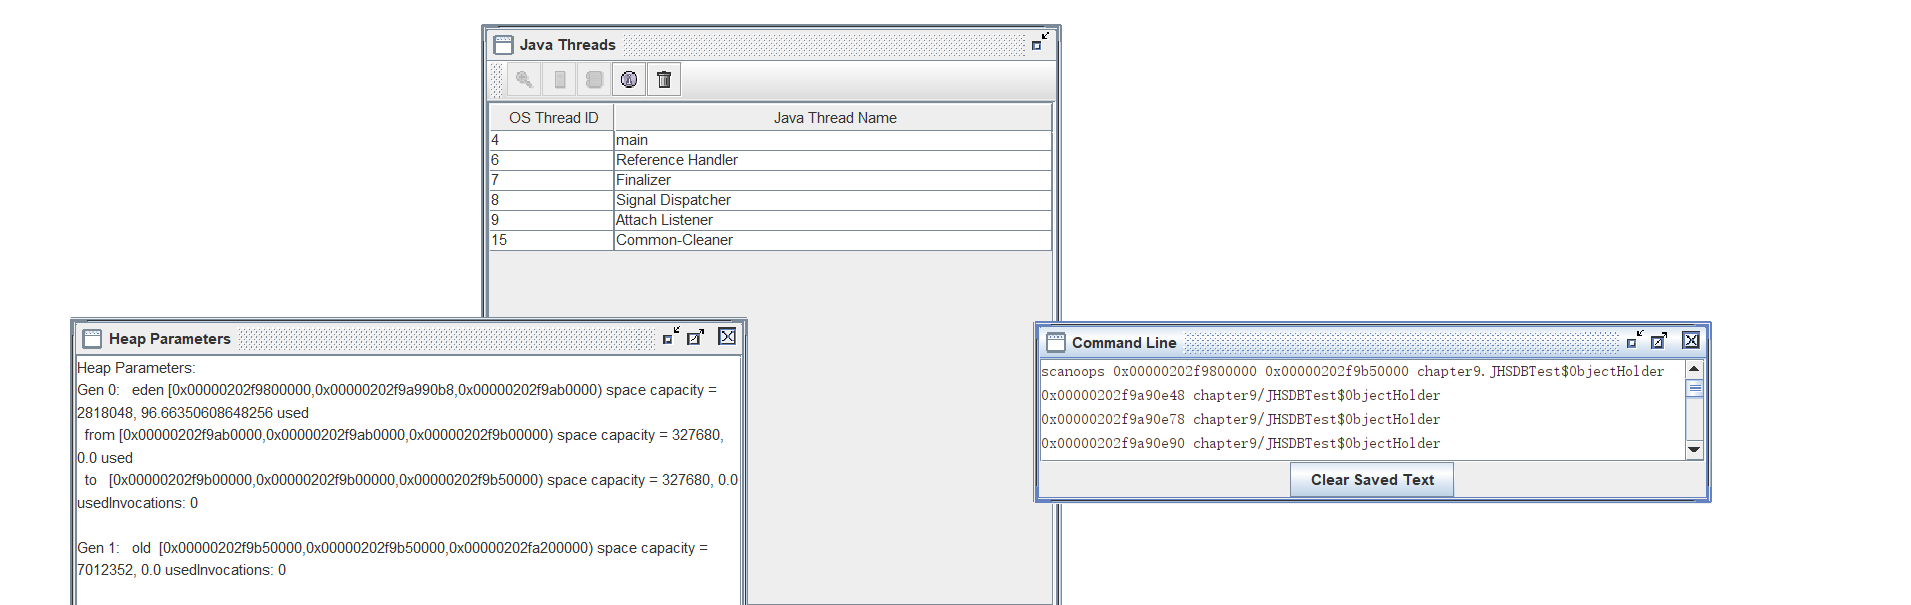 Java Threads
OS Thread ID Java Thread Name
4 main
6 Reference Handler
7 Finalizer
8 Signal Dispatcher
9 Attach Listener
15 Common-Cleaner
Heap Parameters
Heap Parameters:
Gen 0: eden [0x00000202f9800000,0x00000202f9a990b8,0x00000202f9ab0000) space capacity =
2818048, 96.66350608648256 used
from [0x00000202f9ab0000,0x00000202f9ab0000,0x00000202f9b00000) space capacity = 327680,
0.0 used
to [0x00000202f9b00000,0x00000202f9b00000,0x00000202f9b50000) space capacity = 327680, 0.0
usedInvocations: 0
Gen 1: old [0x00000202f9b50000,0x00000202f9b50000,0x00000202fa200000) space capacity =
7012352, 0.0 usedInvocations: 0
Command Line
scanoops 0x00000202f9800000 0x00000202f9b50000 chapter9.JHSDBTest$ObjectHolder
0x00000202f9a90e48 chapter9/JHSDBTest$ObjectHolder
0x00000202f9a90e78 chapter9/JHSDBTest$ObjectHolder
0x00000202f9a90e90 chapter9/JHSDBTest$ObjectHolder
Clear Saved Text